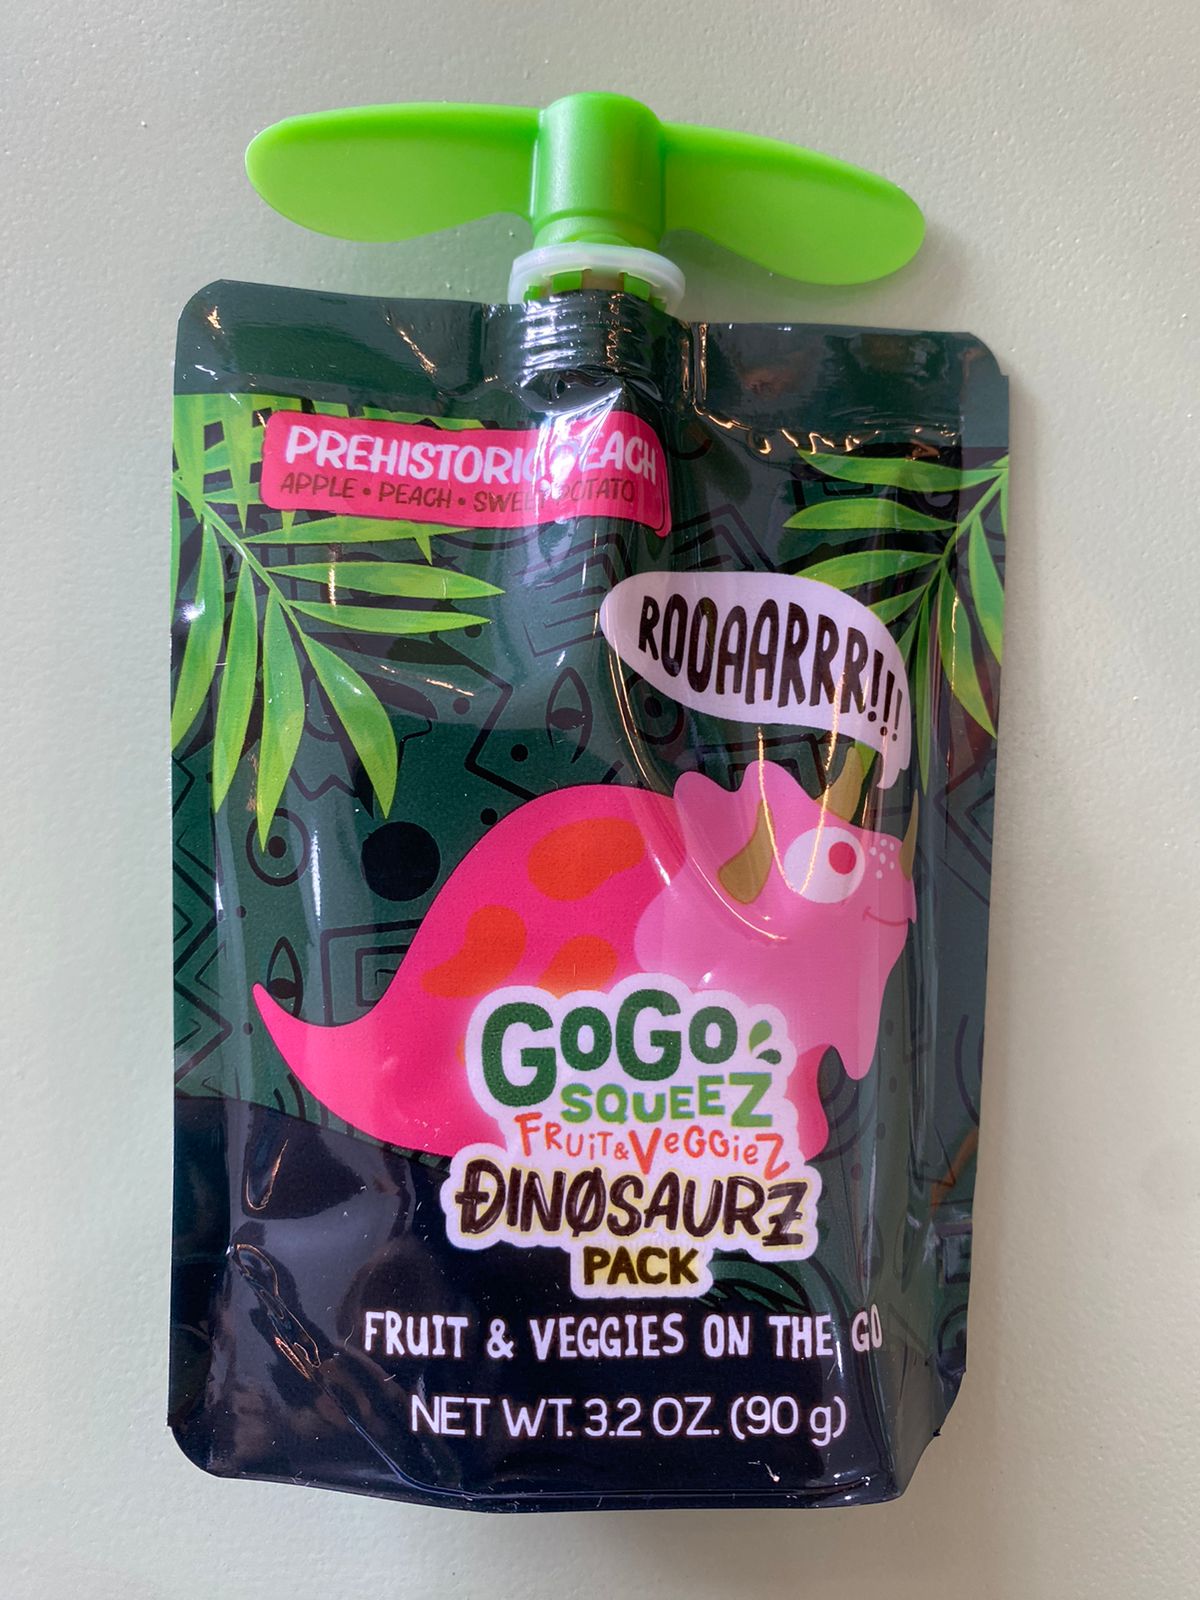 PREHISTORIC PEACH
APPLE • PEACH • SWEET POTATO
ROOAARRR!!!
GOGO
SQUEEZ
FRUIT & VEGGIEZ
DINØSAURZ
PACK
FRUIT & VEGGIES ON THE GO
NET WT. 3.2 OZ. (90 g)